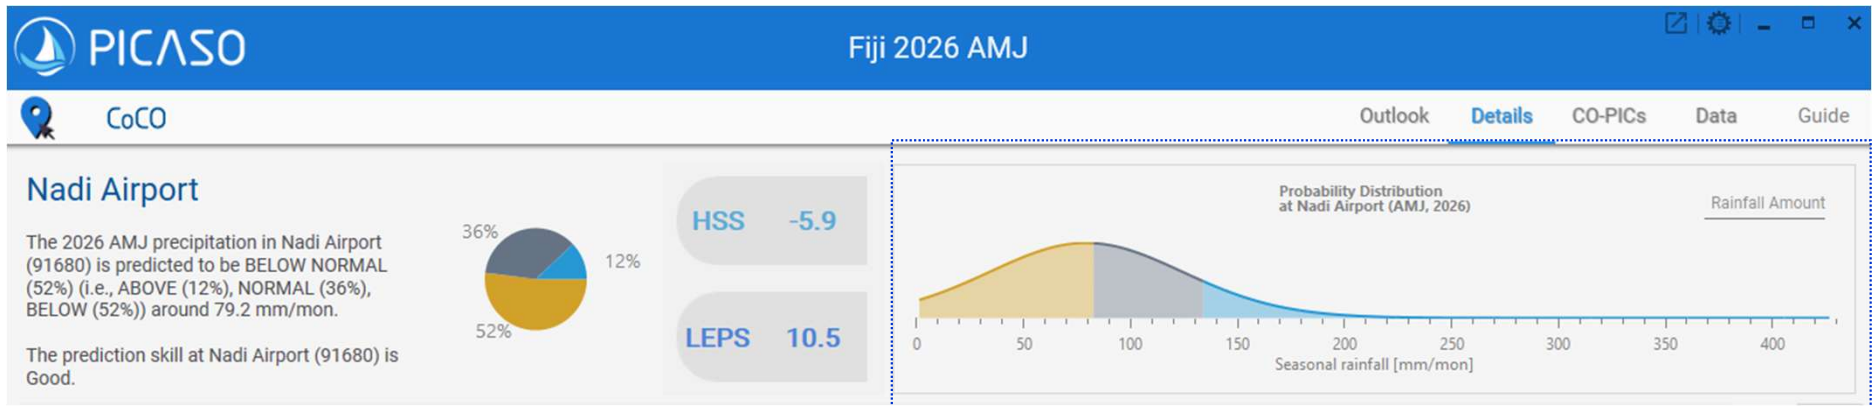 PICASO
Fiji 2026 AMJ
CoCO
Outlook
Details
CO-PICs
Data
Guide
Nadi Airport
The 2026 AMJ precipitation in Nadi Airport
(91680) is predicted to be BELOW NORMAL
(52%) (i.e., ABOVE (12%), NORMAL (36%),
BELOW (52%)) around 79.2 mm/mon.
The prediction skill at Nadi Airport (91680) is
Good.
36%
12%
52%
HSS -5.9
LEPS 10.5
Probability Distribution
at Nadi Airport (AMJ, 2026)
Rainfall Amount
0 50 100 150 200 250 300 350 400
Seasonal rainfall [mm/mon]